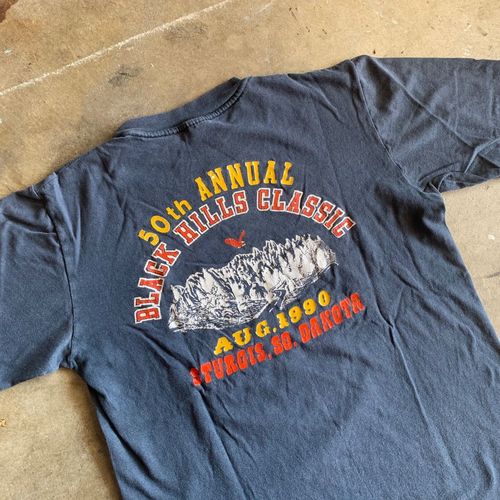 50th ANNUAL
BLACK HILLS CLASSIC
AUG. 1990
STURGIS, SO. DAKOTA